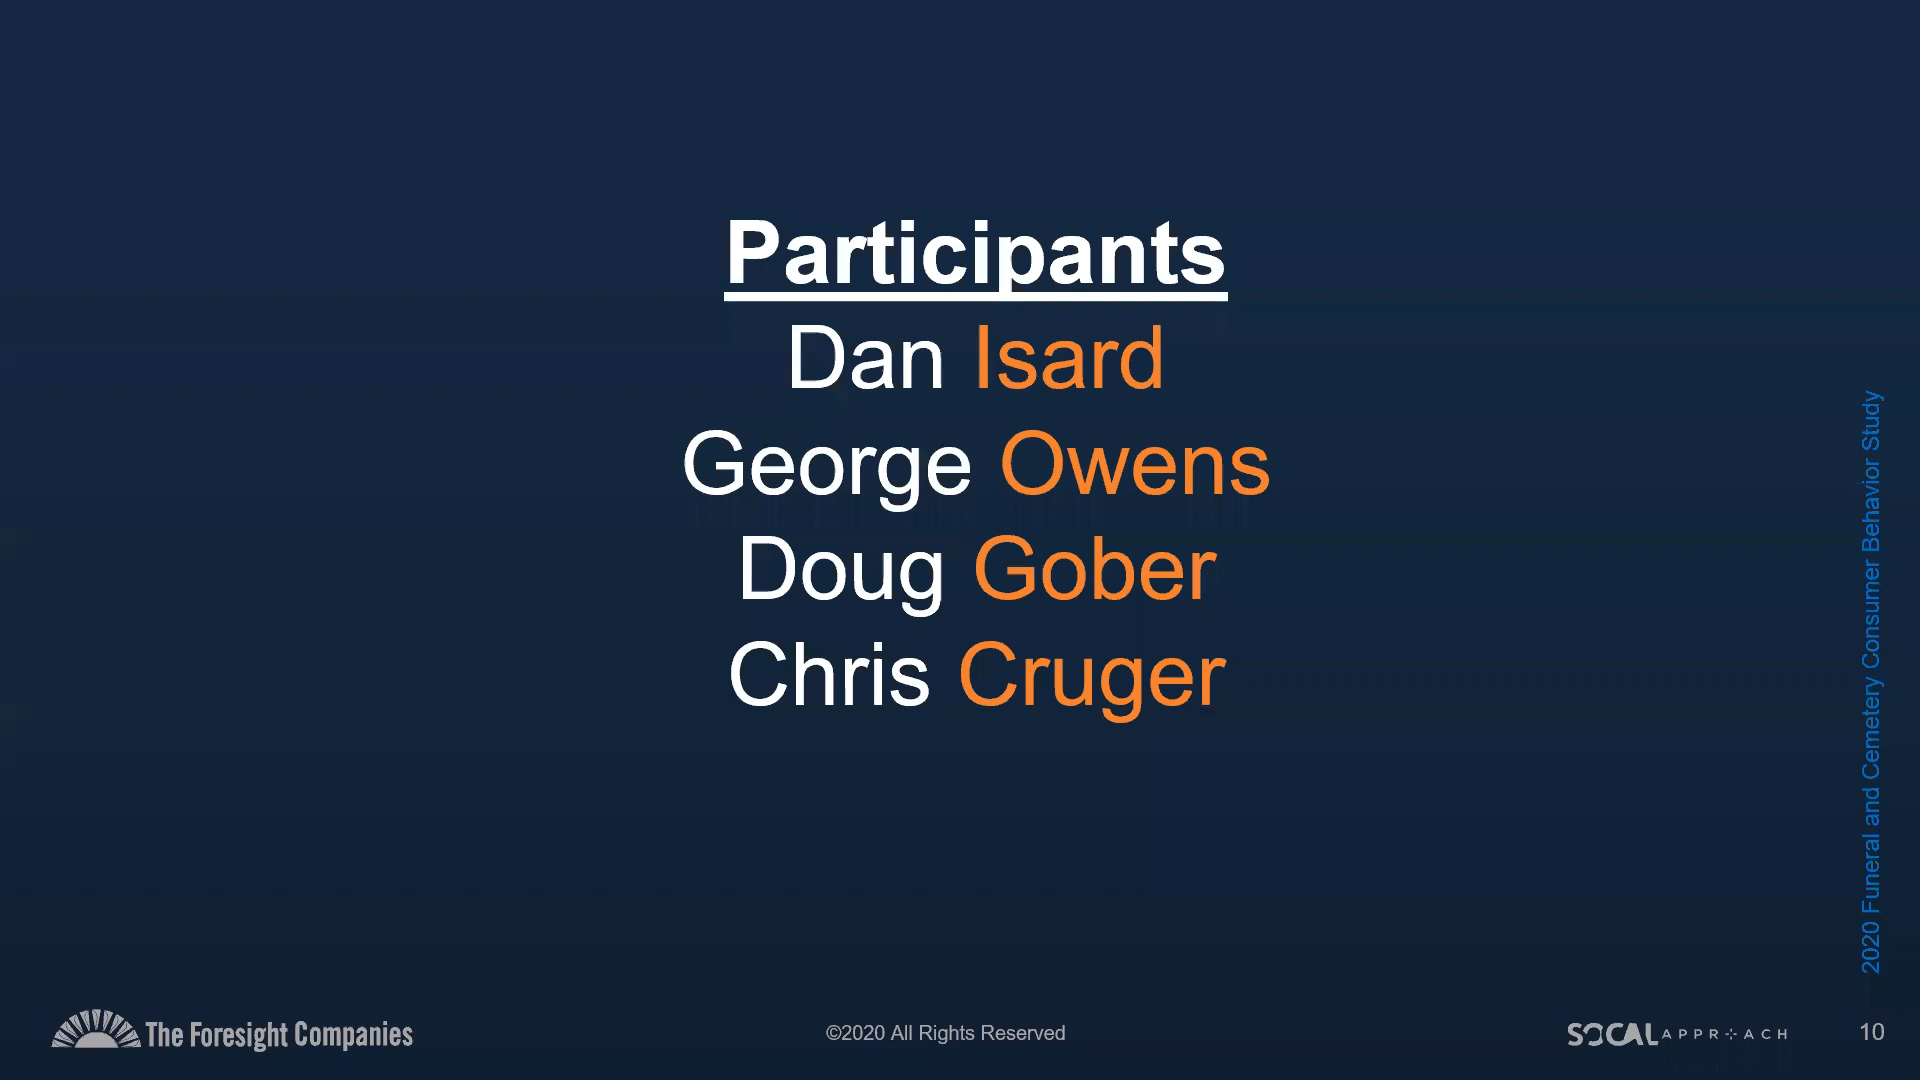 Participants
Dan Isard
George Owens
Doug Gober
Chris Cruger
2020 Funeral and Cemetery Consumer Behavior Study
The Foresight Companies
©2020 All Rights Reserved
SOCAL APPROACH
10